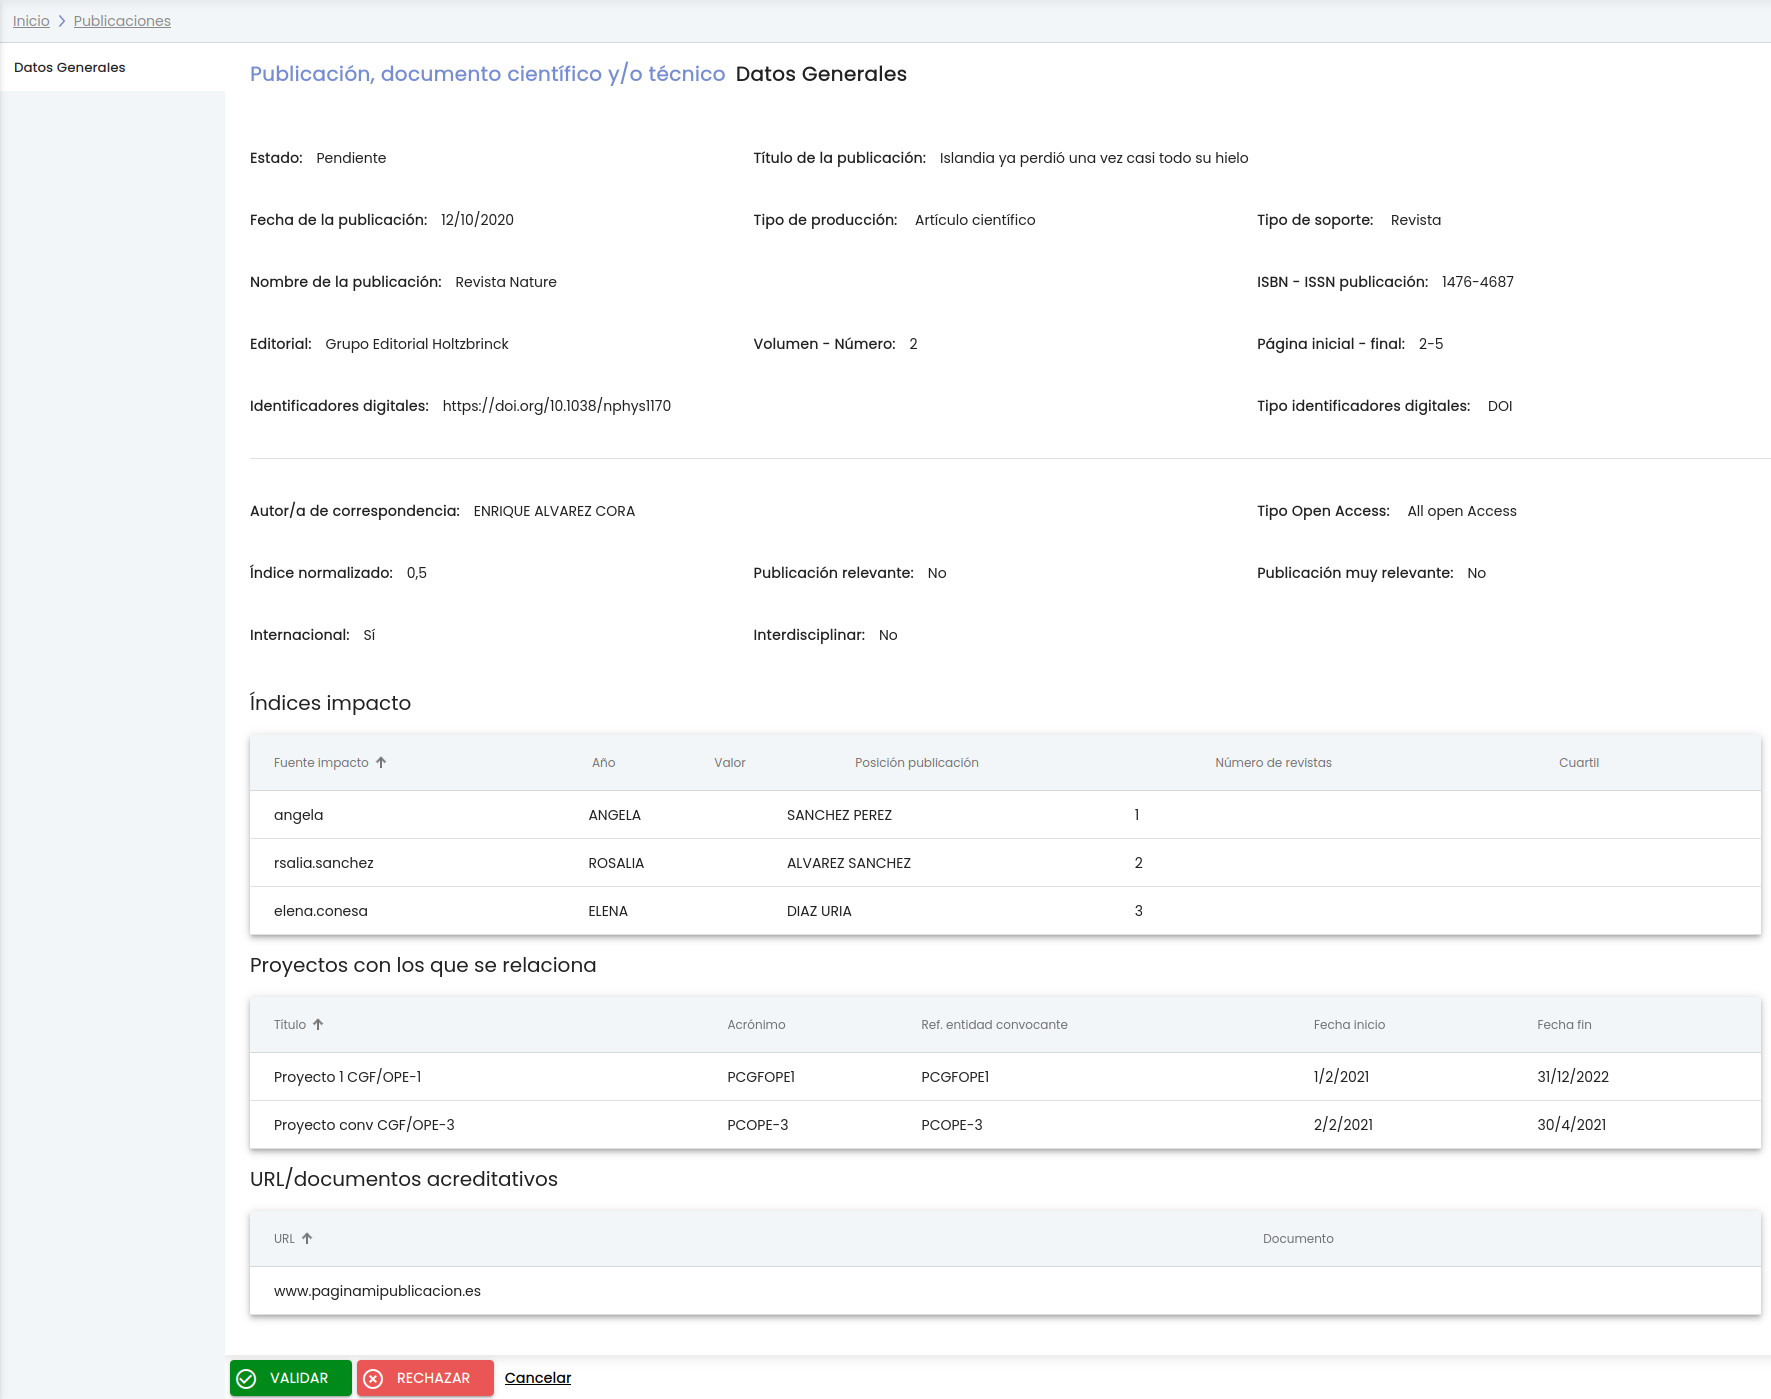 Inicio Publicaciones
Datos Generales
Publicación, documento científico y/o técnico Datos Generales
Estado: Pendiente Título de la publicación: Islandia ya perdió una vez casi todo su hielo
Fecha de la publicación: 12/10/2020 Tipo de producción: Artículo científico Tipo de soporte: Revista
Nombre de la publicación: Revista Nature ISBN - ISSN publicación: 1476-4687
Editorial: Grupo Editorial Holtzbrinck Volumen - Número: 2 Página inicial - final: 2-5
Identificadores digitales: https://doi.org/10.1038/nphys1170 Tipo identificadores digitales: DOI
Autor/a de correspondencia: ENRIQUE ALVAREZ CORA Tipo Open Access: All open Access
Índice normalizado: 0,5 Publicación relevante: No Publicación muy relevante: No
Internacional: Sí Interdisciplinar: No
Índices impacto
Fuente impacto Año Valor Posición publicación Número de revistas Cuartil
angela ANGELA SANCHEZ PEREZ 1
rsalia.sanchez ROSALIA ALVAREZ SANCHEZ 2
elena.conesa ELENA DIAZ URIA 3
Proyectos con los que se relaciona
Título Acrónimo Ref. entidad convocante Fecha inicio Fecha fin
Proyecto 1 CGF/OPE-1 PCGFOPE1 PCGFOPE1 1/2/2021 31/12/2022
Proyecto conv CGF/OPE-3 PCOPE-3 PCOPE-3 2/2/2021 30/4/2021
URL/documentos acreditativos
URL Documento
www.paginamipublicacion.es
VALIDAR RECHAZAR Cancelar